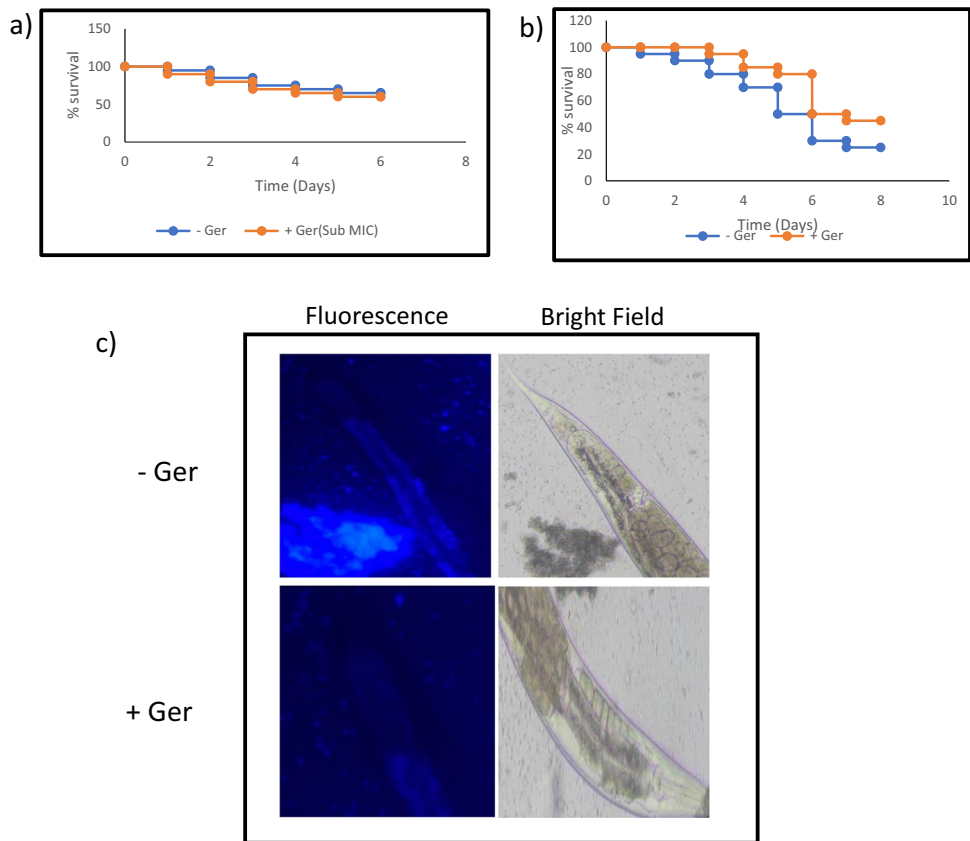 a)
150
100
50
0
% survival
0 2 4 6 8
Time (Days)
- Ger + Ger(Sub MIC)
b)
120
100
80
60
40
20
0
% survival
0 2 4 6 8 10
Time (Days)
- Ger + Ger
c)
Fluorescence Bright Field
- Ger
+ Ger